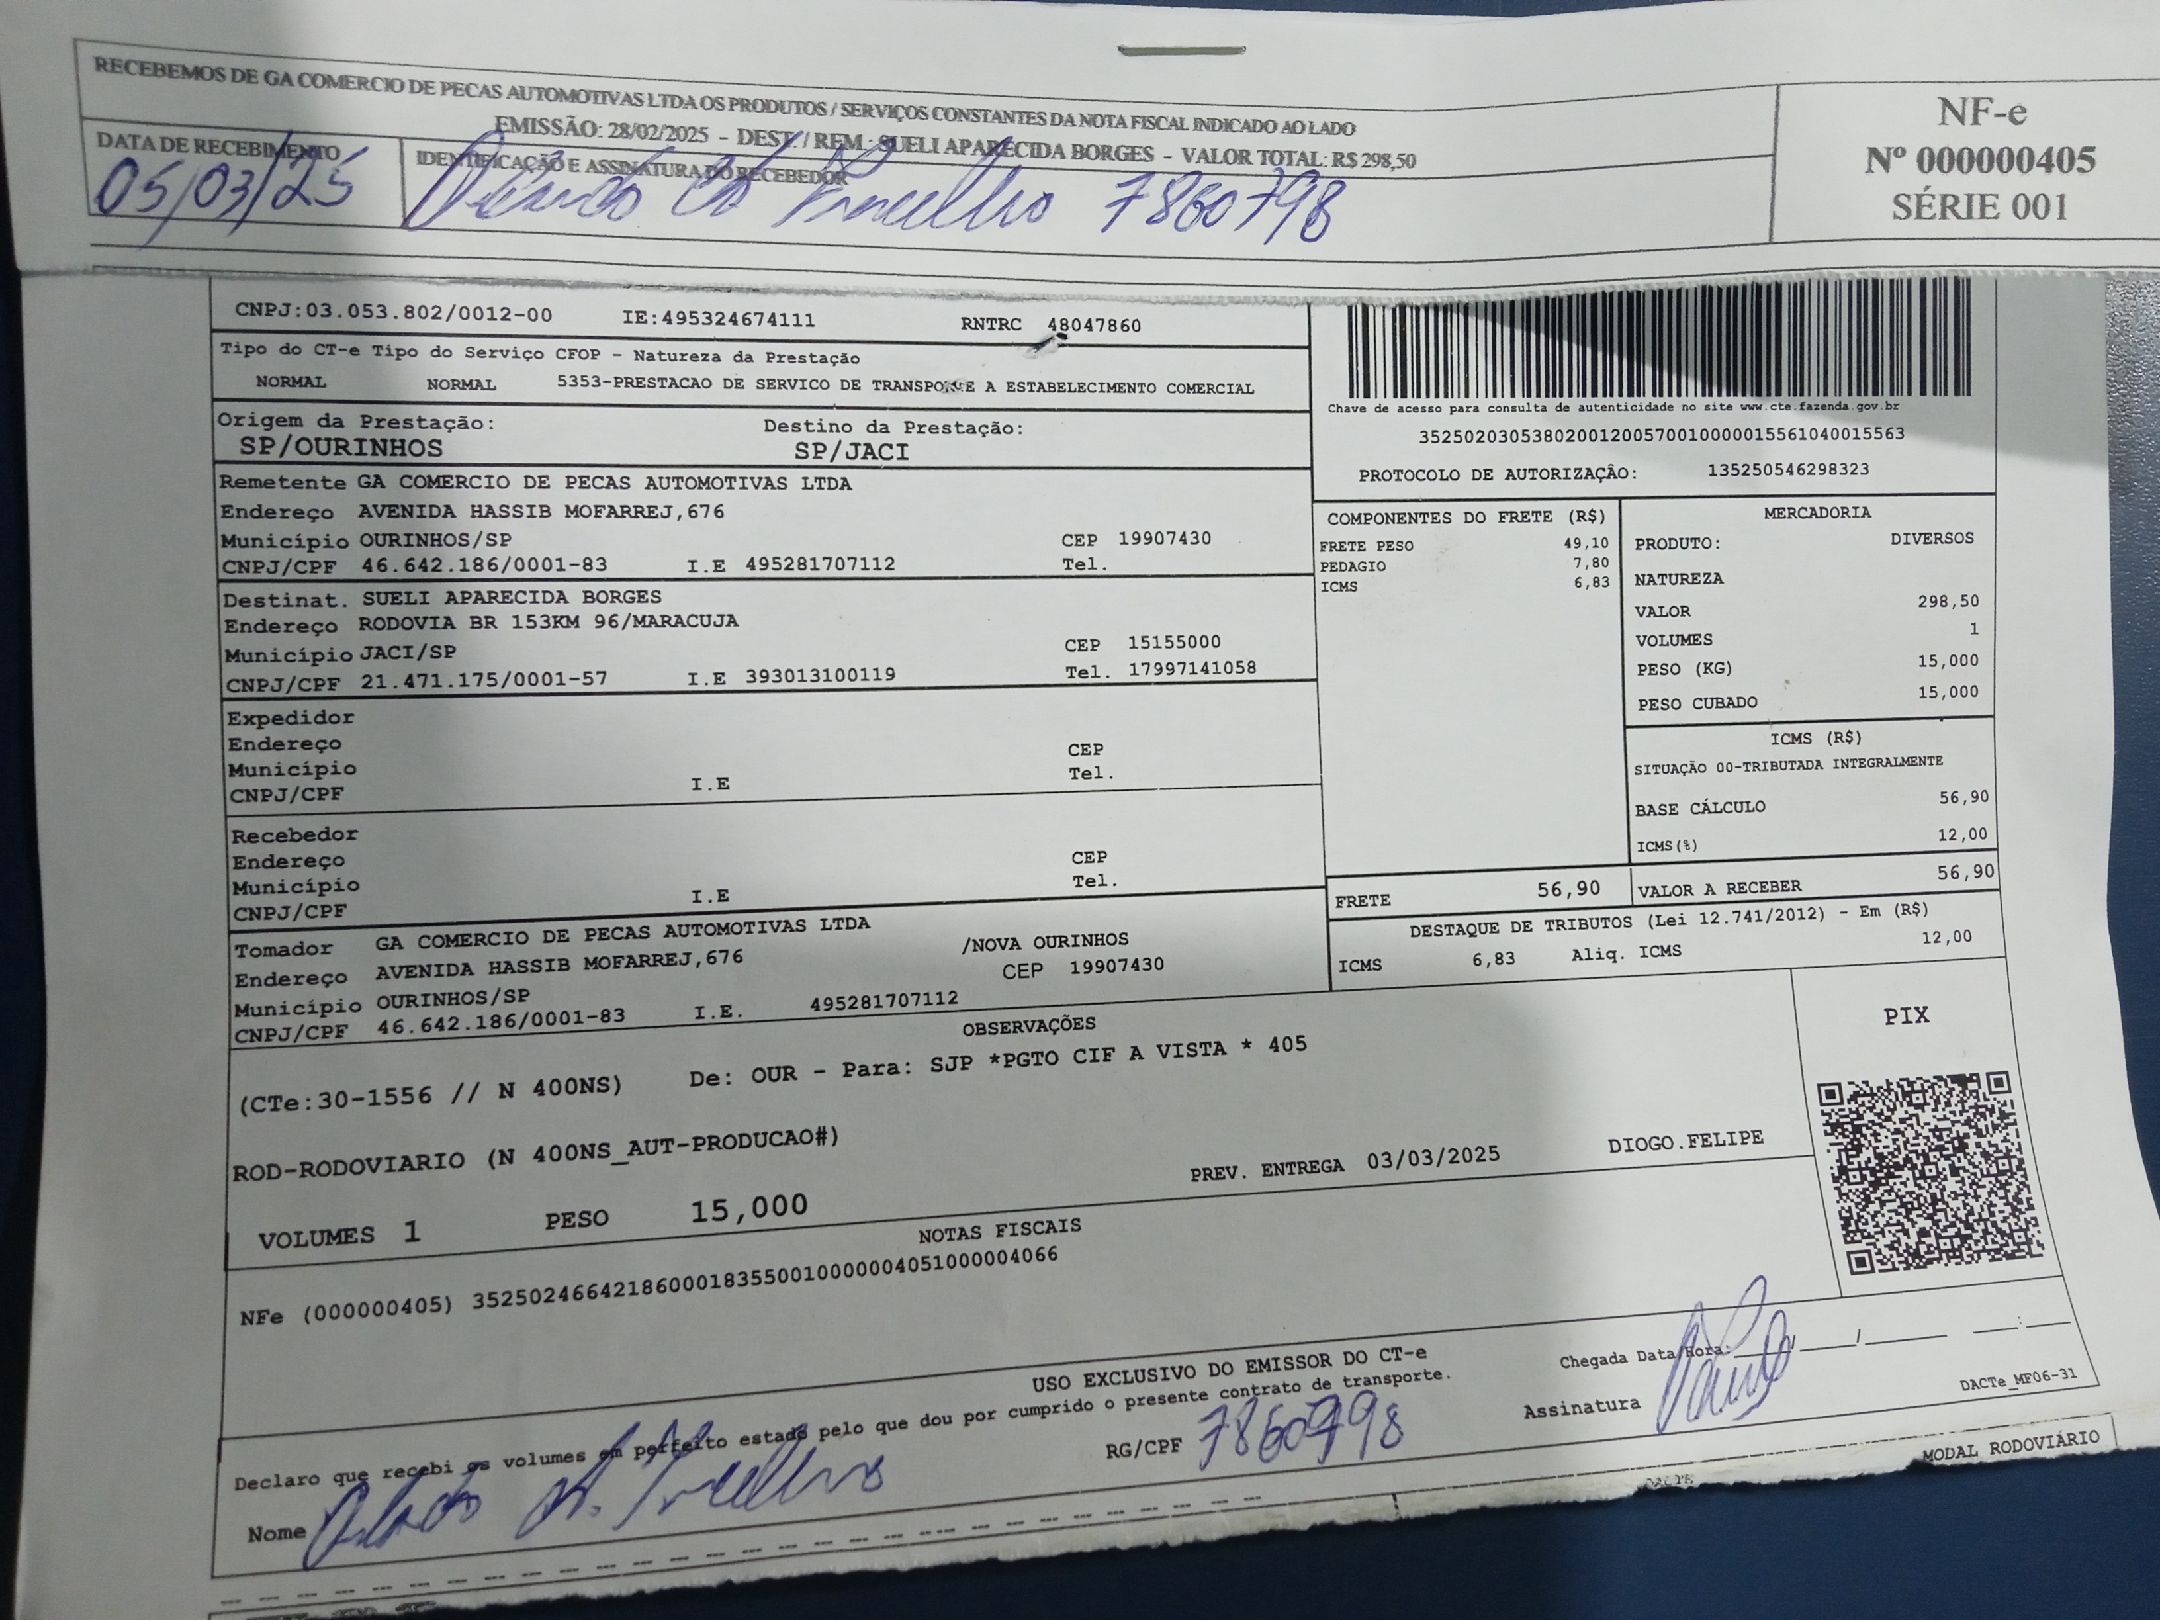 RECEBEMOS DE GA COMERCIO DE PECAS AUTOMOTIVAS LTDA OS PRODUTOS / SERVIÇOS CONSTANTES DA NOTA FISCAL INDICADO AO LADO
EMISSÃO: 28/02/2025 - DEST. / REM.: SUELI APARECIDA BORGES - VALOR TOTAL: R$ 298,50
NF-e
Nº 000000405
SÉRIE 001
DATA DE RECEBIMENTO
05/03/25
IDENTIFICAÇÃO E ASSINATURA DO RECEBEDOR
7860798
CNPJ:03.053.802/0012-00 IE:495324674111 RNTRC 48047860
Tipo do CT-e Tipo do Serviço CFOP - Natureza da Prestação
NORMAL NORMAL 5353-PRESTACAO DE SERVICO DE TRANSPORTE A ESTABELECIMENTO COMERCIAL
Origem da Prestação: Destino da Prestação:
SP/OURINHOS SP/JACI
Chave de acesso para consulta de autenticidade no site www.cte.fazenda.gov.br
35250203053802001200570010000015561040015563
PROTOCOLO DE AUTORIZAÇÃO: 135250546298323
Remetente GA COMERCIO DE PECAS AUTOMOTIVAS LTDA
Endereço AVENIDA HASSIB MOFARREJ,676
Município OURINHOS/SP CEP 19907430
CNPJ/CPF 46.642.186/0001-83 I.E 495281707112 Tel.
Destinat. SUELI APARECIDA BORGES
Endereço RODOVIA BR 153KM 96/MARACUJA
Município JACI/SP CEP 15155000
CNPJ/CPF 21.471.175/0001-57 I.E 393013100119 Tel. 17997141058
Expedidor
Endereço CEP
Município Tel.
CNPJ/CPF I.E
Recebedor
Endereço CEP
Município Tel.
CNPJ/CPF I.E
Tomador GA COMERCIO DE PECAS AUTOMOTIVAS LTDA
Endereço AVENIDA HASSIB MOFARREJ,676 /NOVA OURINHOS
Município OURINHOS/SP CEP 19907430
CNPJ/CPF 46.642.186/0001-83 I.E. 495281707112
COMPONENTES DO FRETE (R$)
FRETE PESO 49,10
PEDAGIO 7,80
ICMS 6,83
MERCADORIA
PRODUTO: DIVERSOS
NATUREZA
VALOR 298,50
VOLUMES 1
PESO (KG) 15,000
PESO CUBADO 15,000
ICMS (R$)
SITUAÇÃO 00-TRIBUTADA INTEGRALMENTE
BASE CÁLCULO 56,90
ICMS(%) 12,00
FRETE 56,90 VALOR A RECEBER 56,90
DESTAQUE DE TRIBUTOS (Lei 12.741/2012) - Em (R$)
ICMS 6,83 Aliq. ICMS 12,00
OBSERVAÇÕES
(CTe:30-1556 // N 400NS) De: OUR - Para: SJP *PGTO CIF A VISTA * 405
PIX
ROD-RODOVIARIO (N 400NS_AUT-PRODUCAO#)
PREV. ENTREGA 03/03/2025 DIOGO.FELIPE
VOLUMES 1 PESO 15,000
NOTAS FISCAIS
NFe (000000405) 35250246642186000183550010000004051000004066
USO EXCLUSIVO DO EMISSOR DO CT-e
Declaro que recebi os volumes em perfeito estado pelo que dou por cumprido o presente contrato de transporte.
Chegada Data/Hora: / :
Nome
RG/CPF 7860798
Assinatura
DACTe_MF06-31
MODAL RODOVIÁRIO